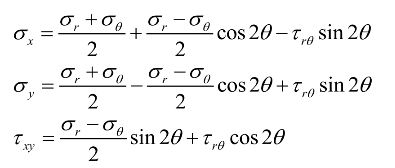 σ_x = (σ_r + σ_θ)/2 + (σ_r − σ_θ)/2 cos 2θ − τ_rθ sin 2θ
σ_y = (σ_r + σ_θ)/2 − (σ_r − σ_θ)/2 cos 2θ + τ_rθ sin 2θ
τ_xy = (σ_r − σ_θ)/2 sin 2θ + τ_rθ cos 2θ